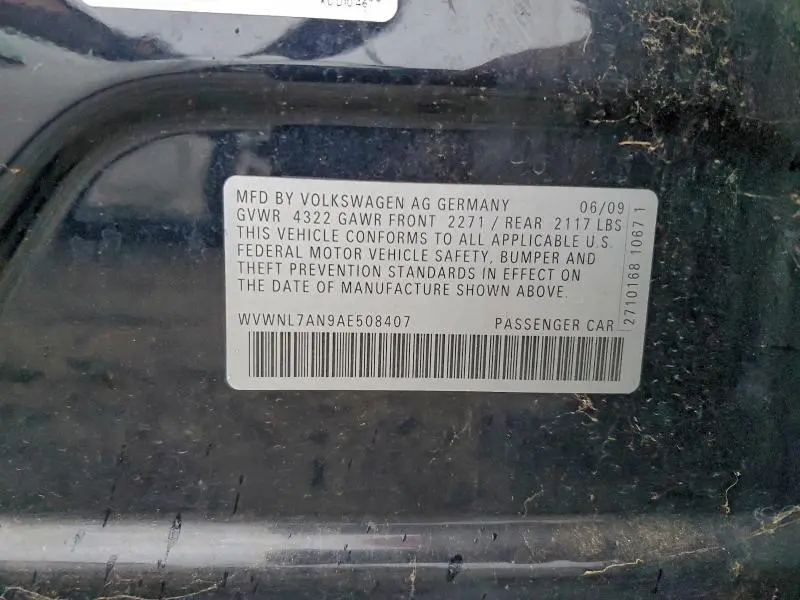 MFD BY VOLKSWAGEN AG GERMANY 06/09
GVWR 4322 GAWR FRONT 2271 / REAR 2117 LBS
THIS VEHICLE CONFORMS TO ALL APPLICABLE U.S.
FEDERAL MOTOR VEHICLE SAFETY, BUMPER AND
THEFT PREVENTION STANDARDS IN EFFECT ON
THE DATE OF MANUFACTURE SHOWN ABOVE.
WVWNL7AN9AE508407 PASSENGER CAR
2710168 10671